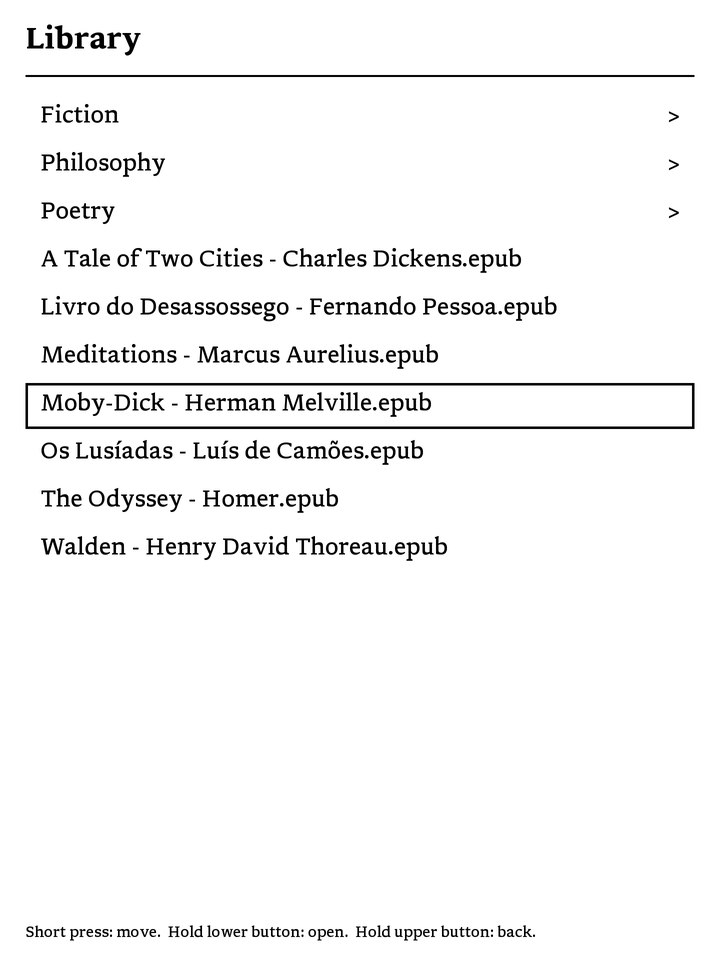 Library
Fiction >
Philosophy >
Poetry >
A Tale of Two Cities - Charles Dickens.epub
Livro do Desassossego - Fernando Pessoa.epub
Meditations - Marcus Aurelius.epub
Moby-Dick - Herman Melville.epub
Os Lusíadas - Luís de Camões.epub
The Odyssey - Homer.epub
Walden - Henry David Thoreau.epub
Short press: move.  Hold lower button: open.  Hold upper button: back.